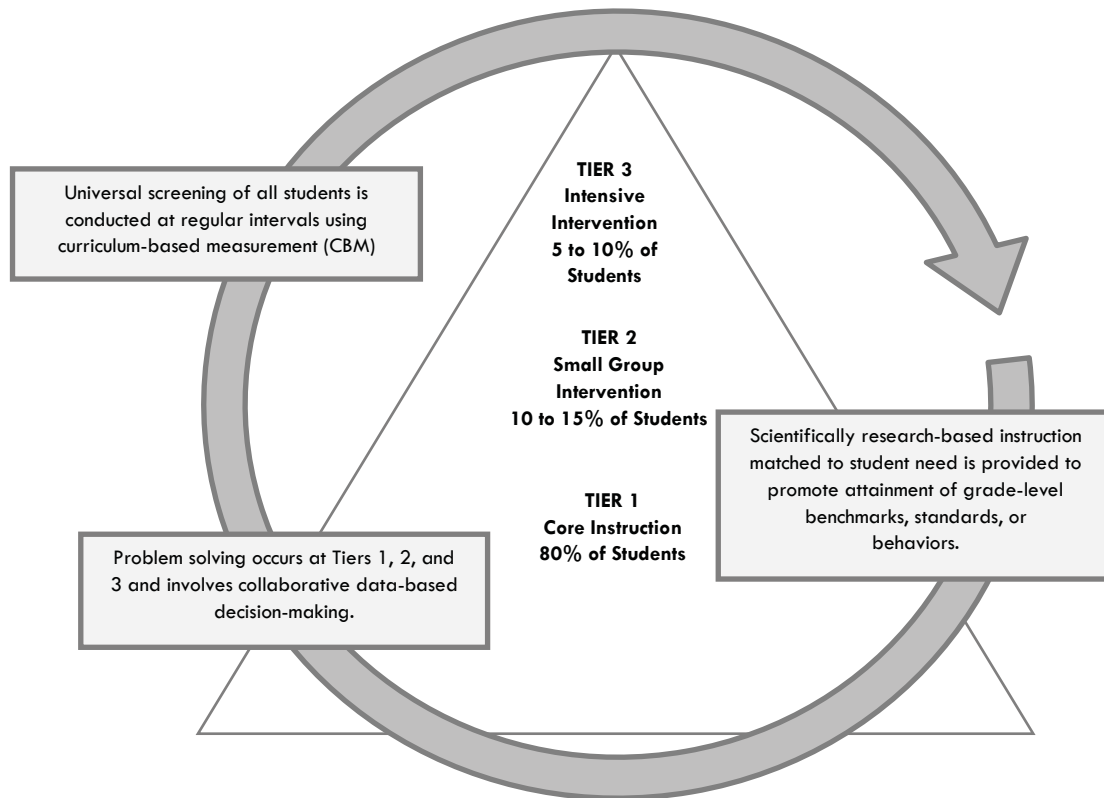 TIER 3
Intensive
Intervention
5 to 10% of
Students
Universal screening of all students is
conducted at regular intervals using
curriculum-based measurement (CBM)
TIER 2
Small Group
Intervention
10 to 15% of Students
Scientifically research-based instruction
matched to student need is provided to
promote attainment of grade-level
benchmarks, standards, or
behaviors.
TIER 1
Core Instruction
80% of Students
Problem solving occurs at Tiers 1, 2, and
3 and involves collaborative data-based
decision-making.